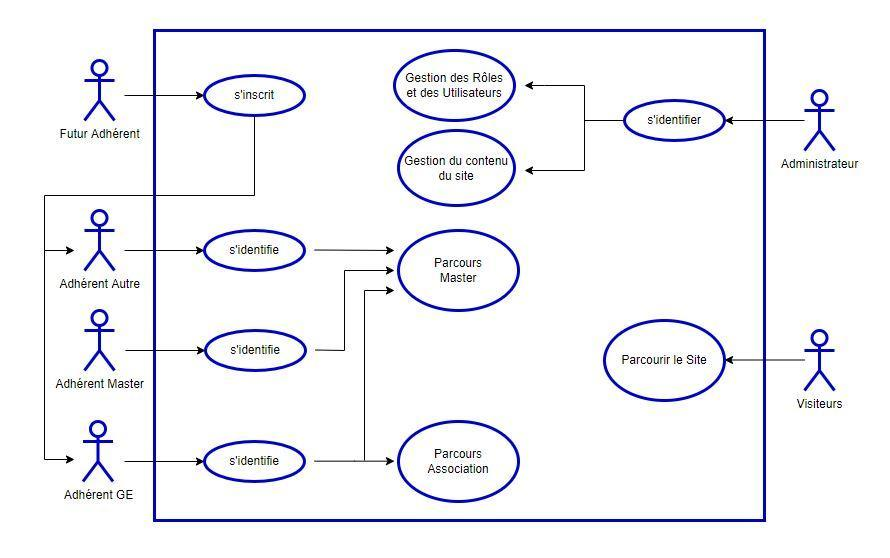 Futur Adhérent
s'inscrit
Gestion des Rôles
et des Utilisateurs
s'identifier
Administrateur
Gestion du contenu
du site
Adhérent Autre
s'identifie
Parcours
Master
Adhérent Master
s'identifie
Parcourir le Site
Visiteurs
Adhérent GE
s'identifie
Parcours
Association